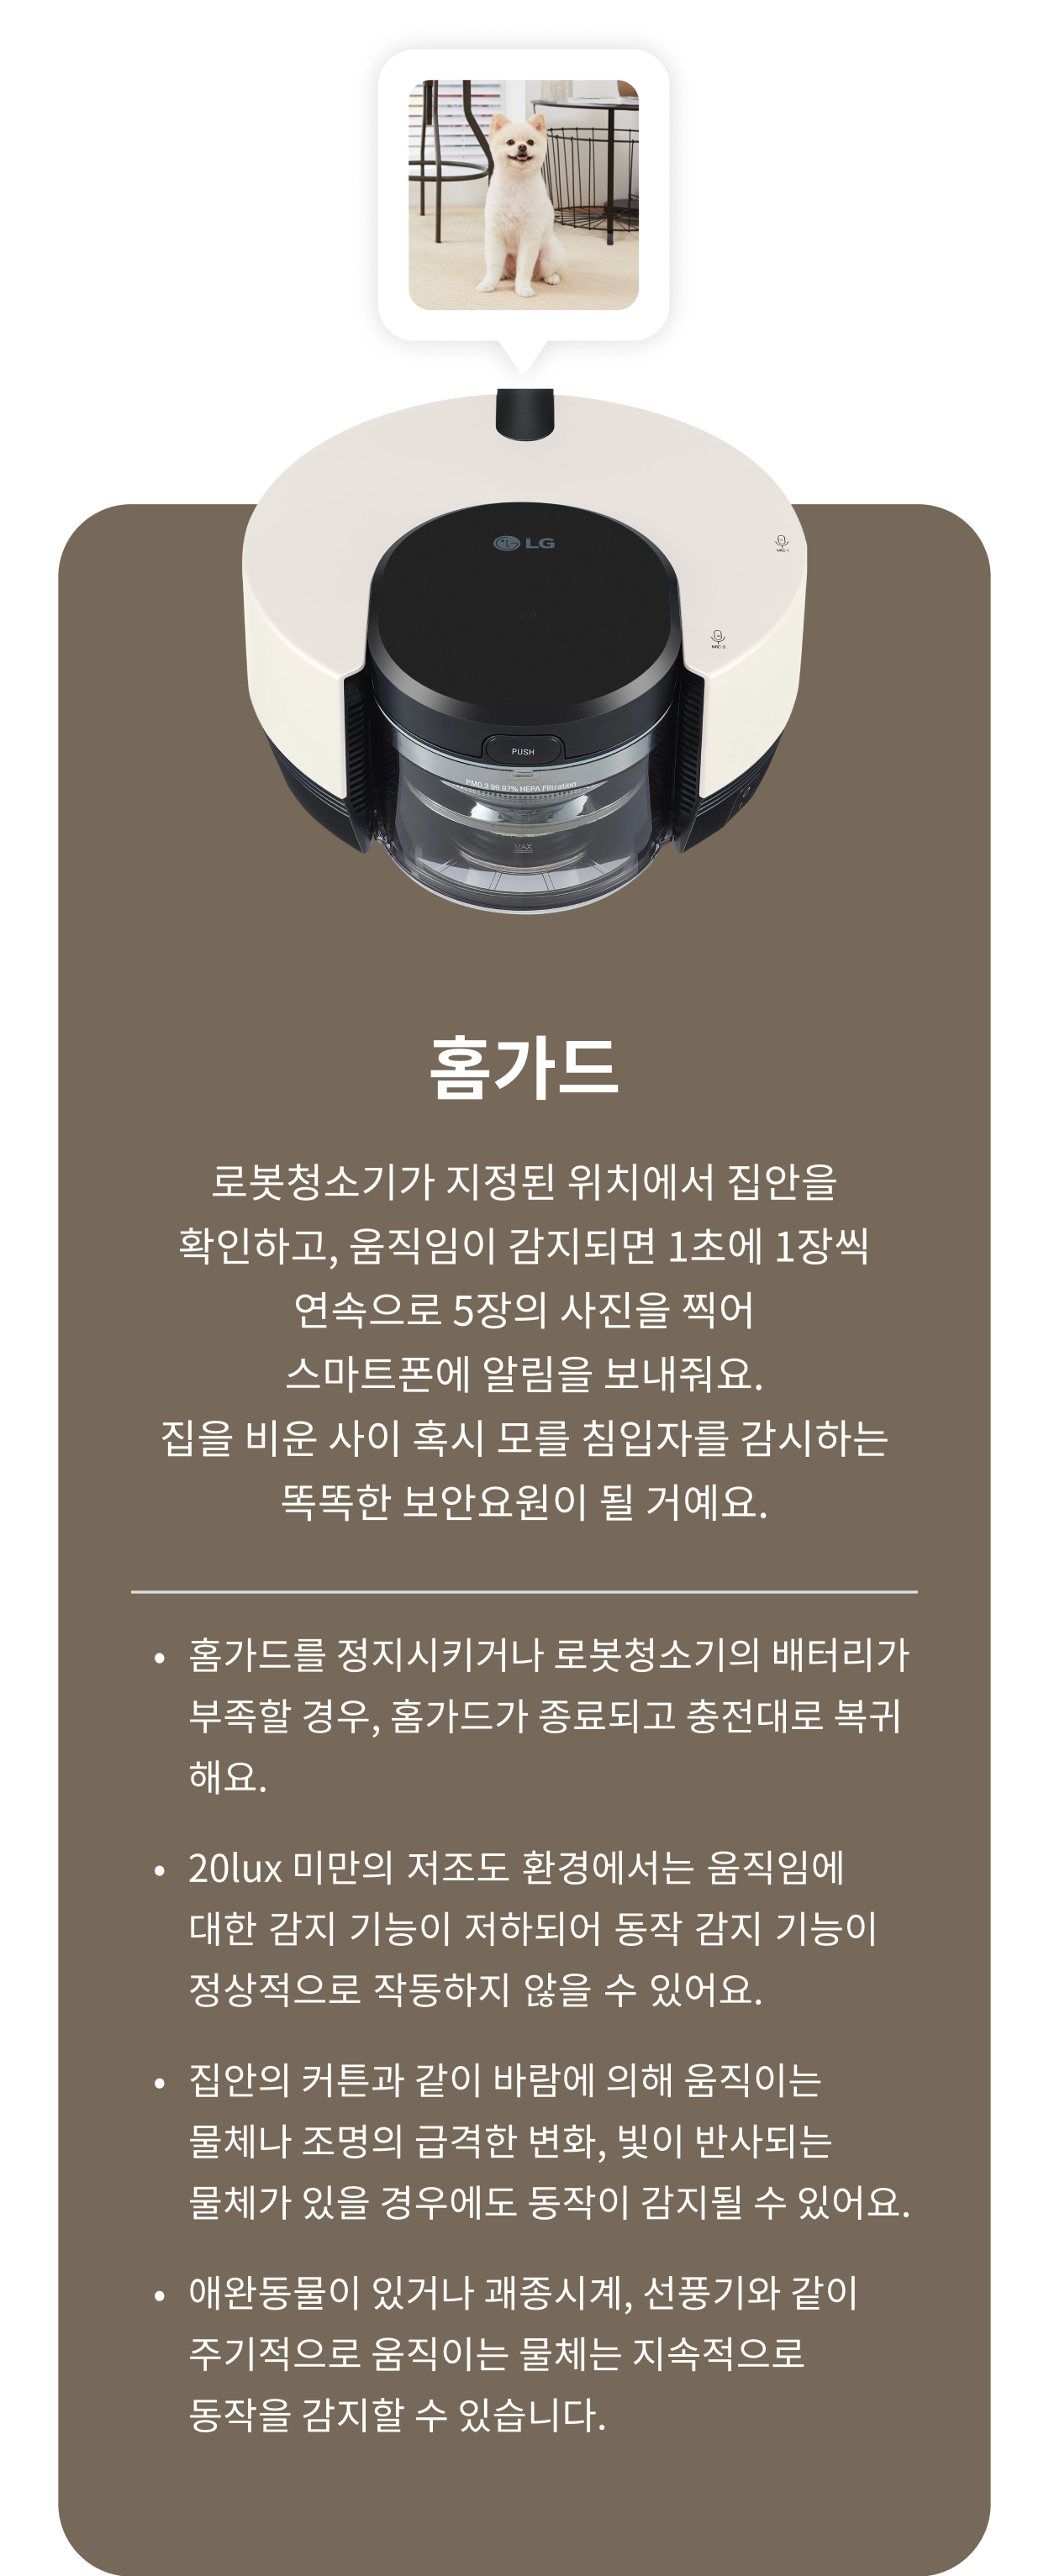 LG
MIC-1
MIC-2
PUSH
PM0.3 99.97% HEPA Filtration
MAX
홈가드
로봇청소기가 지정된 위치에서 집안을
확인하고, 움직임이 감지되면 1초에 1장씩
연속으로 5장의 사진을 찍어
스마트폰에 알림을 보내줘요.
집을 비운 사이 혹시 모를 침입자를 감시하는
똑똑한 보안요원이 될 거예요.
• 홈가드를 정지시키거나 로봇청소기의 배터리가
부족할 경우, 홈가드가 종료되고 충전대로 복귀
해요.
• 20lux 미만의 저조도 환경에서는 움직임에
대한 감지 기능이 저하되어 동작 감지 기능이
정상적으로 작동하지 않을 수 있어요.
• 집안의 커튼과 같이 바람에 의해 움직이는
물체나 조명의 급격한 변화, 빛이 반사되는
물체가 있을 경우에도 동작이 감지될 수 있어요.
• 애완동물이 있거나 괘종시계, 선풍기와 같이
주기적으로 움직이는 물체는 지속적으로
동작을 감지할 수 있습니다.